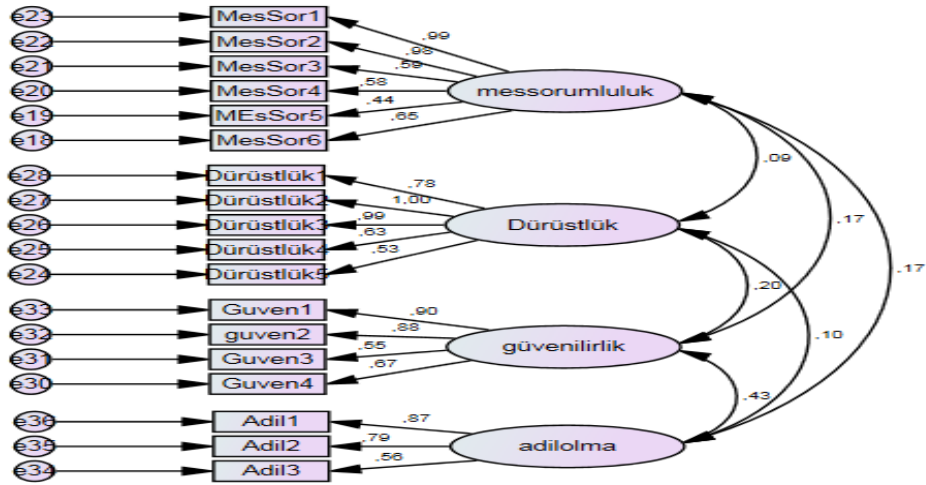 e23 MesSor1 .99
e22 MesSor2 .98
e21 MesSor3 .59
e20 MesSor4 .58
e19 MEsSor5 .44
e18 MesSor6 .65
messorumluluk
e28 Dürüstlük1 .78
e27 Dürüstlük2 1.00
e26 Dürüstlük3 .99
e25 Dürüstlük4 .63
e24 Dürüstlük5 .53
Dürüstlük
e33 Guven1 .90
e32 guven2 .88
e31 Guven3 .55
e30 Guven4 .67
güvenilirlik
e36 Adil1 .87
e35 Adil2 .79
e34 Adil3 .56
adilolma
.09
.17
.17
.20
.10
.43